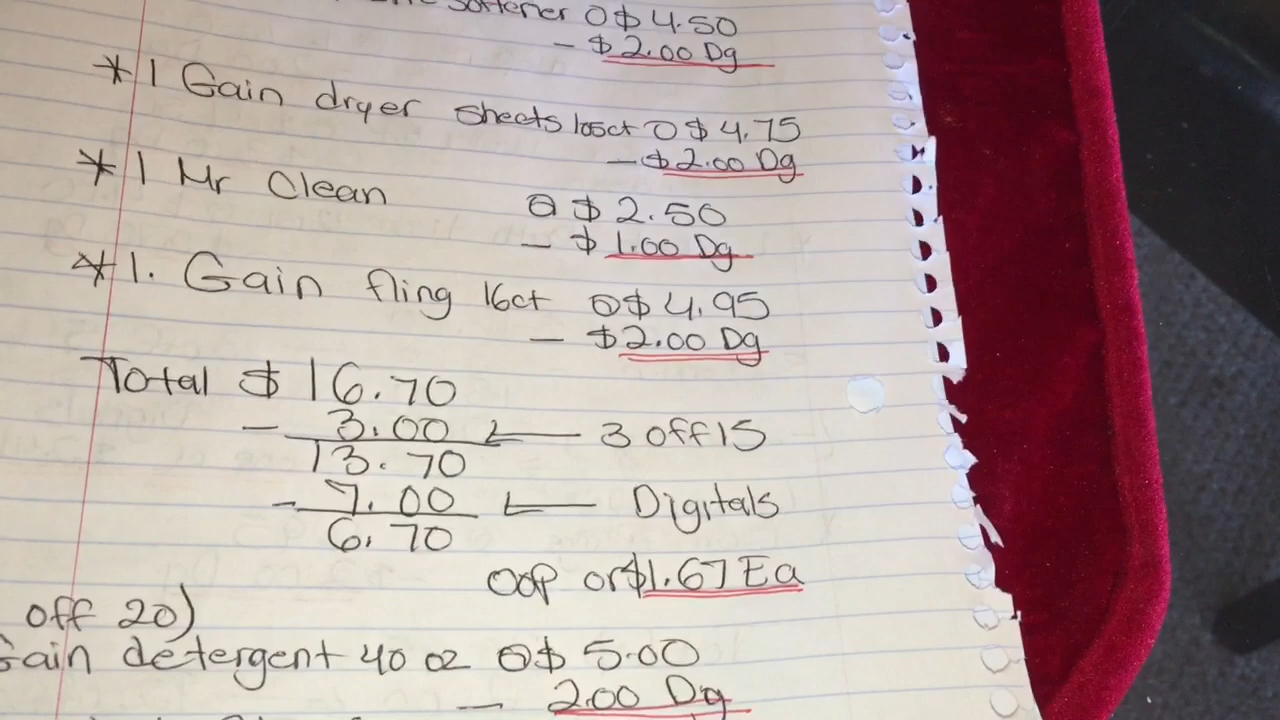 Softener @ $4.50
- $2.00 Dg
* 1 Gain dryer sheets 105ct @ $4.75
- $2.00 Dg
* 1 Mr Clean @ $2.50
- $1.00 Dg
* 1. Gain fling 16ct @ $4.95
- $2.00 Dg
Total $16.70
- 3.00 ← 3 off 15
13.70
- 7.00 ← Digitals
6.70
OOP or $1.67 Ea
off 20)
Gain detergent 40 oz @ $5.00
- 2.00 Dg